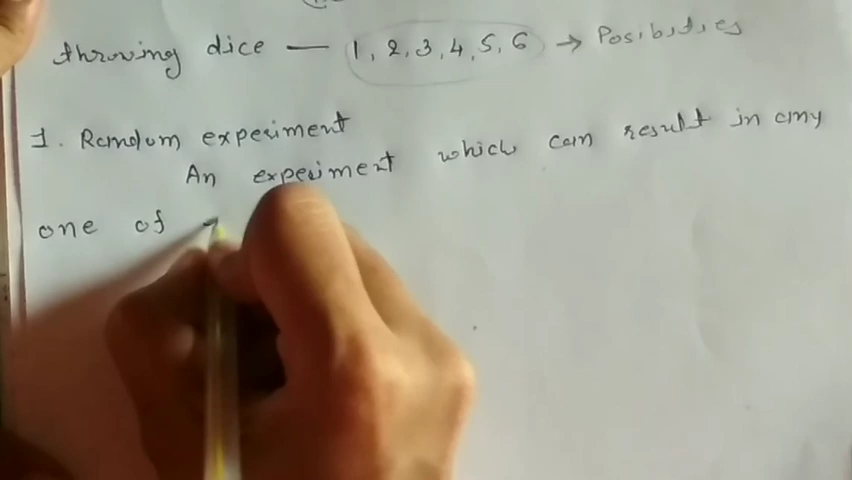 throwing dice — 1, 2, 3, 4, 5, 6 → Posibities
1. Random experiment
An experiment which can result in any
one of